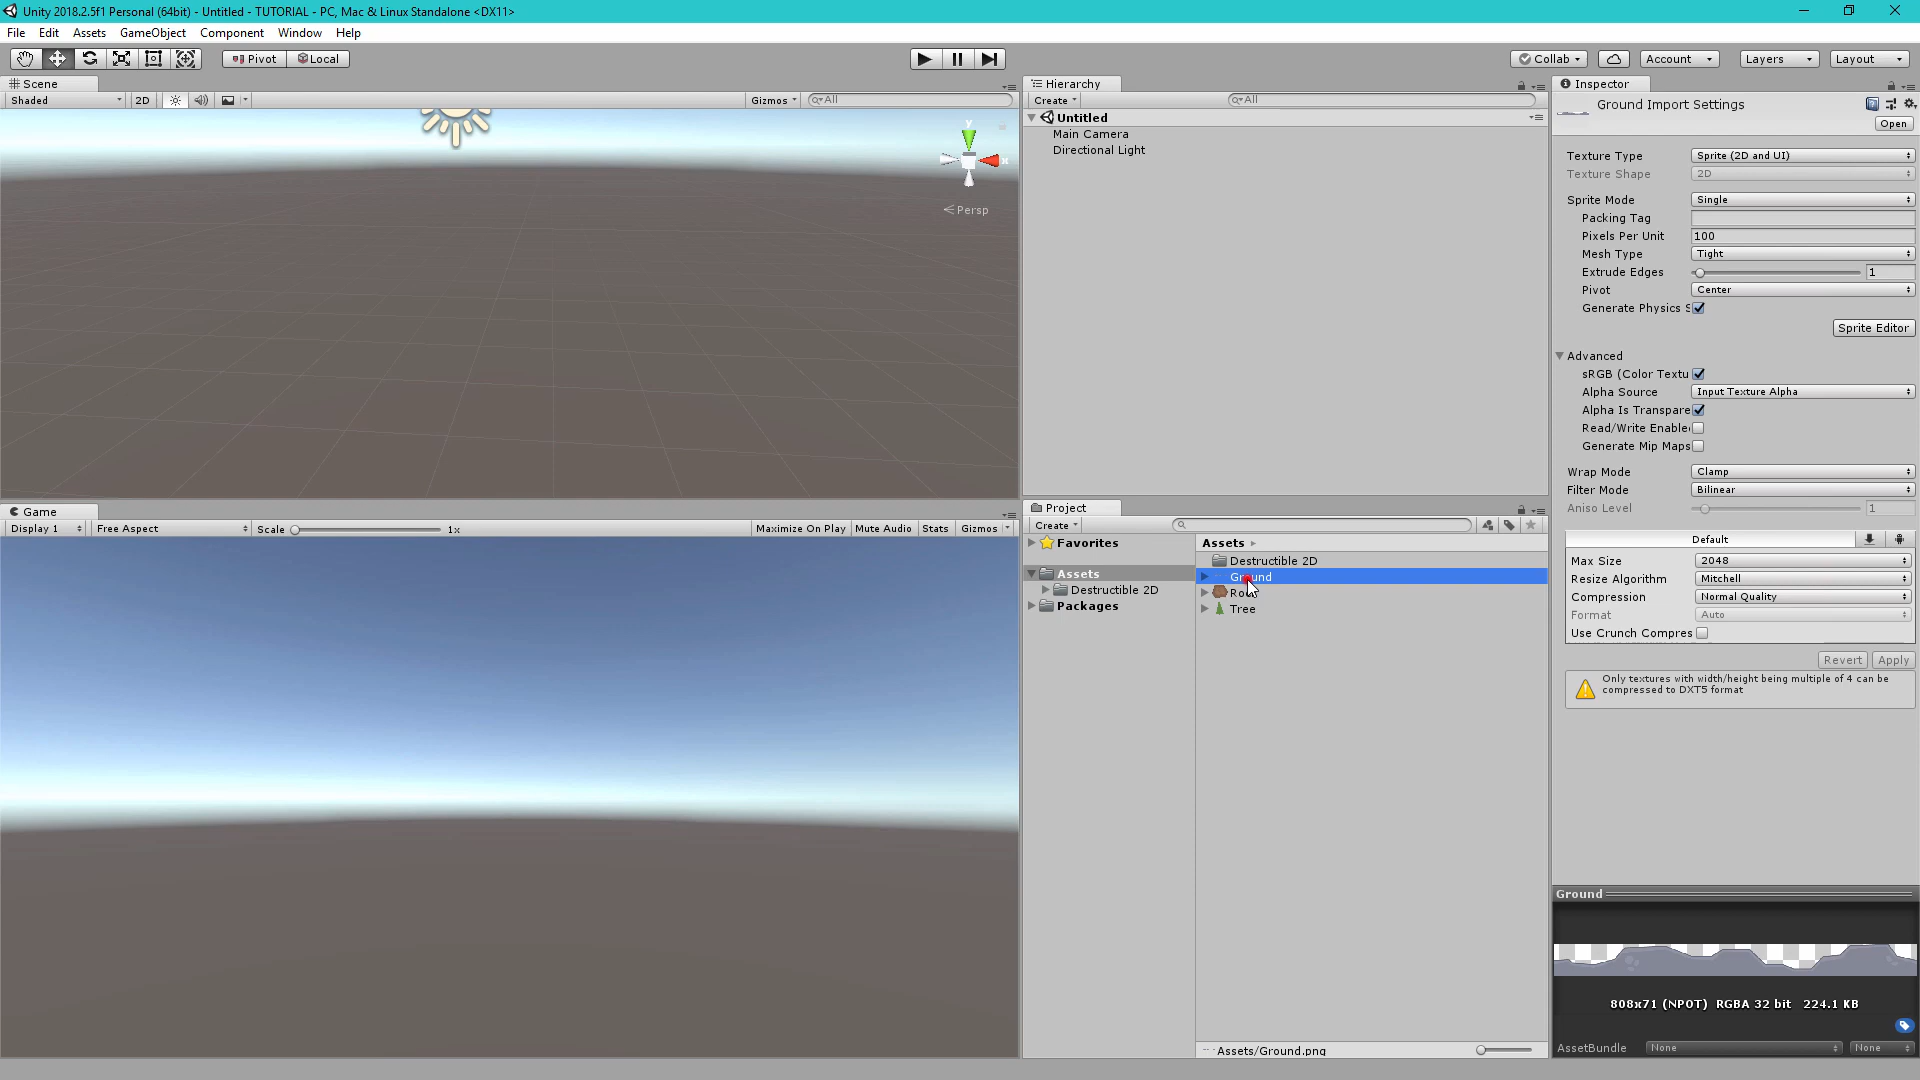 Unity 2018.2.5f1 Personal (64bit) - Untitled - TUTORIAL - PC, Mac & Linux Standalone <DX11>
File Edit Assets GameObject Component Window Help
Pivot Local
Collab Account Layers Layout
Scene
Shaded 2D Gizmos All
y
x
Persp
Game
Display 1 Free Aspect Scale 1x Maximize On Play Mute Audio Stats Gizmos
Hierarchy
Create All
Untitled
Main Camera
Directional Light
Project
Create
Favorites
Assets
Destructible 2D
Packages
Assets
Destructible 2D
Ground
Tree
Assets/Ground.png
Inspector
Ground Import Settings
Open
Texture Type Sprite (2D and UI)
Texture Shape 2D
Sprite Mode Single
Packing Tag
Pixels Per Unit 100
Mesh Type Tight
Extrude Edges 1
Pivot Center
Generate Physics S
Sprite Editor
Advanced
sRGB (Color Textu
Alpha Source Input Texture Alpha
Alpha Is Transpare
Read/Write Enable
Generate Mip Maps
Wrap Mode Clamp
Filter Mode Bilinear
Aniso Level 1
Default
Max Size 2048
Resize Algorithm Mitchell
Compression Normal Quality
Format Auto
Use Crunch Compres
Revert Apply
Only textures with width/height being multiple of 4 can be
compressed to DXT5 format
Ground
808x71 (NPOT) RGBA 32 bit 224.1 KB
AssetBundle None None